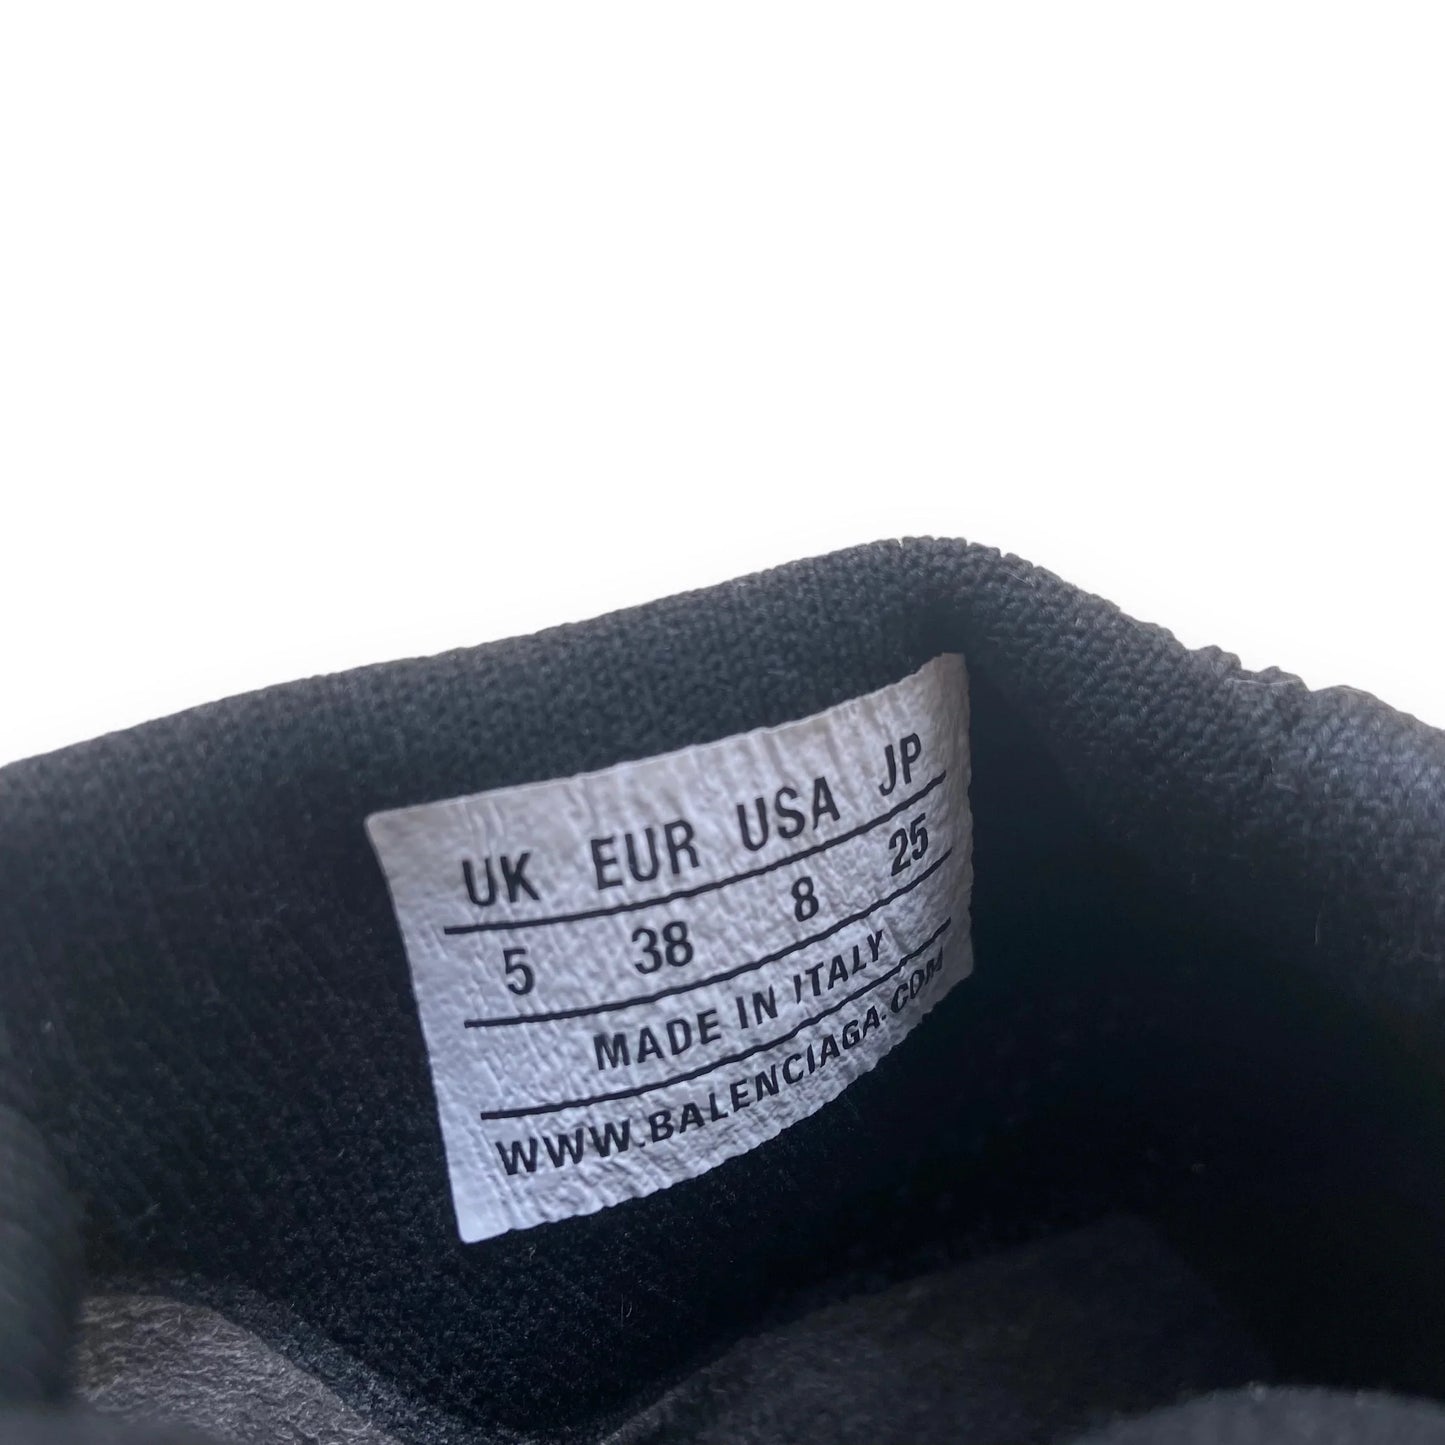 UK EUR USA JP
5 38 8 25
MADE IN ITALY
WWW.BALENCIAGA.COM